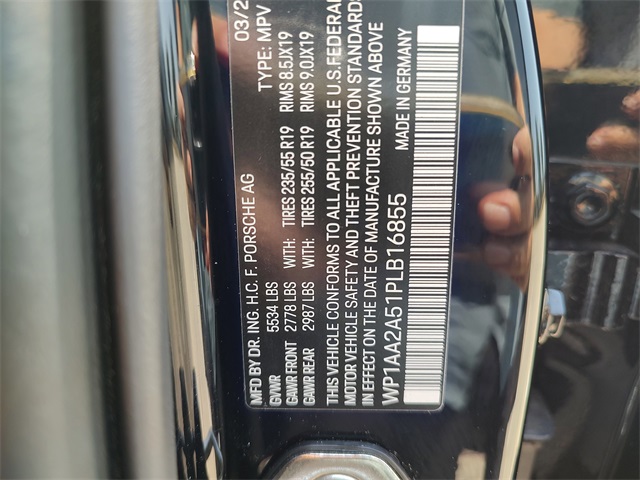 MFD BY DR. ING. H.C. F. PORSCHE AG 03/2
GVWR 5534 LBS TYPE: MPV
GAWR FRONT 2778 LBS WITH: TIRES 235/55 R19 RIMS 8.5JX19
GAWR REAR 2987 LBS WITH: TIRES 255/50 R19 RIMS 9.0JX19
THIS VEHICLE CONFORMS TO ALL APPLICABLE U.S. FEDERAL
MOTOR VEHICLE SAFETY AND THEFT PREVENTION STANDARD
IN EFFECT ON THE DATE OF MANUFACTURE SHOWN ABOVE
WP1AA2A51PLB16855 MADE IN GERMANY